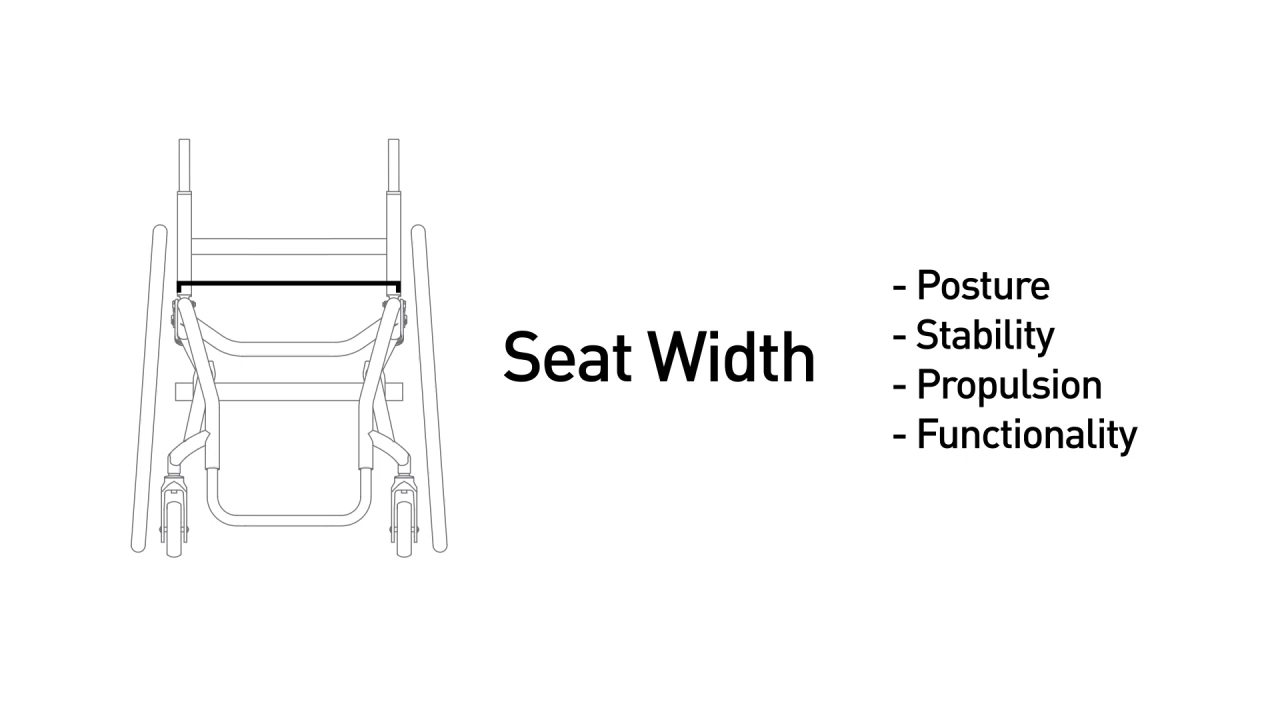 Seat Width
- Posture
- Stability
- Propulsion
- Functionality